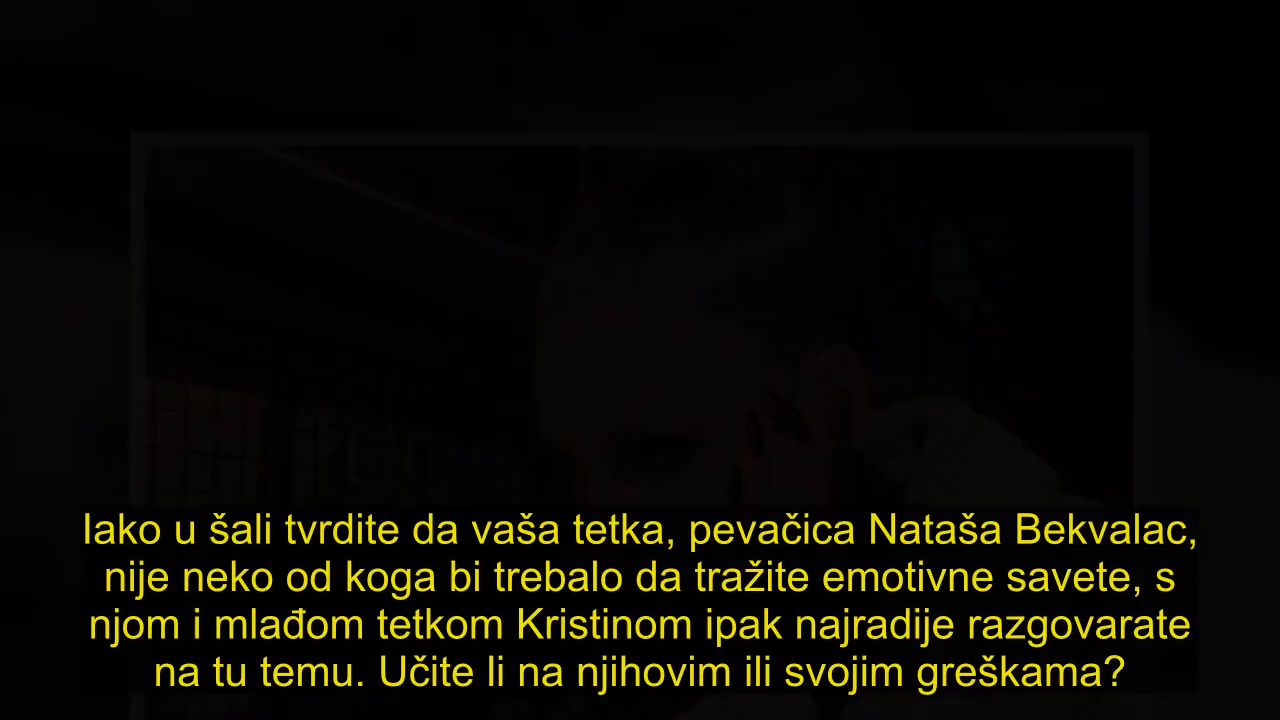 Iako u šali tvrdite da vaša tetka, pevačica Nataša Bekvalac,
nije neko od koga bi trebalo da tražite emotivne savete, s
njom i mlađom tetkom Kristinom ipak najradije razgovarate
na tu temu. Učite li na njihovim ili svojim greškama?